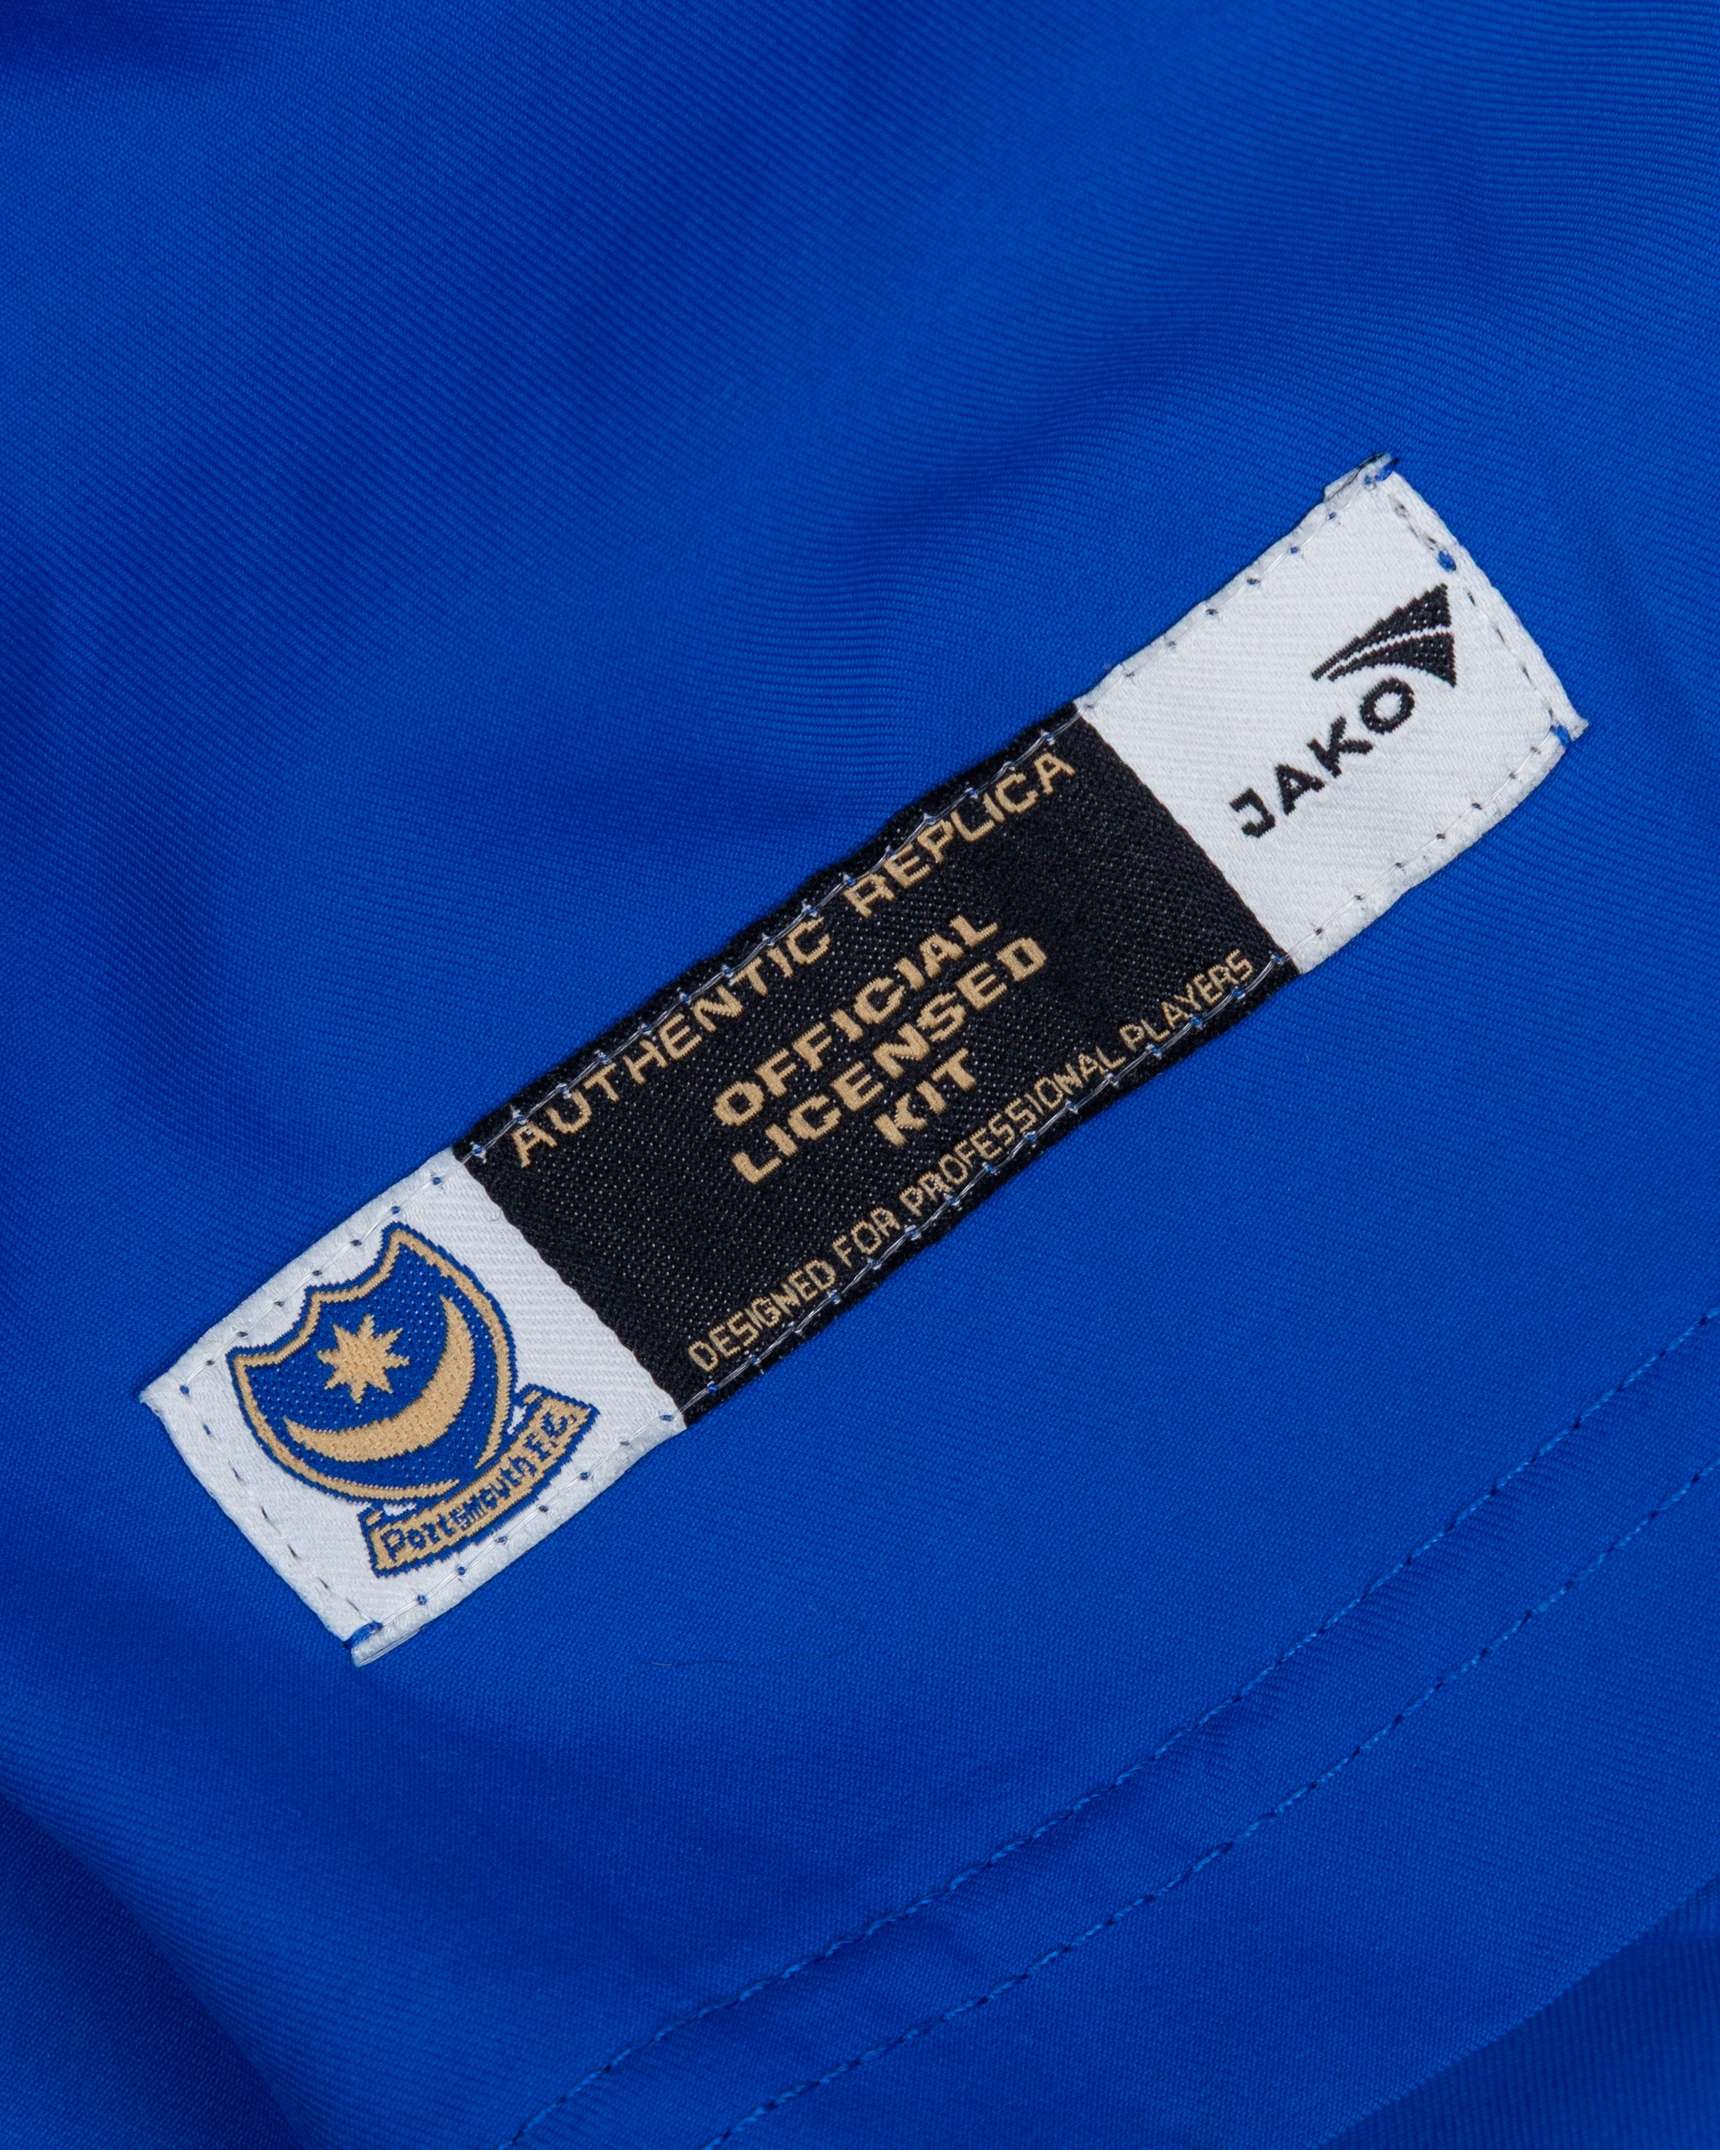 AUTHENTIC REPLICA
OFFICIAL
LICENSED
KIT
DESIGNED FOR PROFESSIONAL PLAYERS
JAKO
Portsmouth F.C.